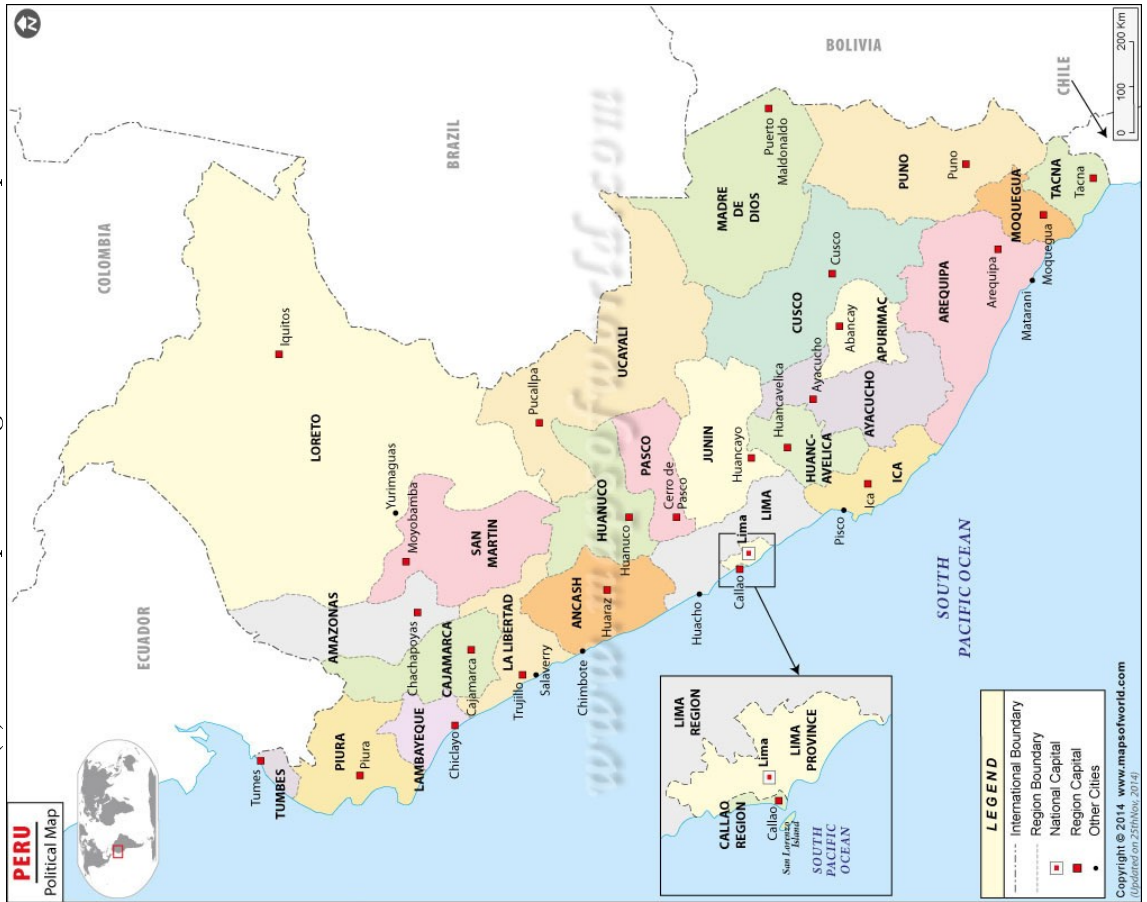 PERU
Political Map
N
COLOMBIA
ECUADOR
BRAZIL
BOLIVIA
CHILE
Tumes
TUMBES
PIURA
Piura
LAMBAYEQUE
Chiclayo
AMAZONAS
Chachapoyas
CAJAMARCA
Cajamarca
LORETO
Iquitos
Yurimaguas
Moyobamba
SAN
MARTIN
LA LIBERTAD
Trujillo
Salaverry
Chimbote
ANCASH
Huaraz
HUANUCO
Huanuco
UCAYALI
Pucallpa
PASCO
Cerro de
Pasco
JUNIN
Huancayo
Huacho
LIMA
Lima
Callao
HUANC-
AVELICA
Huancavelica
Pisco
Ica
ICA
AYACUCHO
Ayacucho
APURIMAC
Abancay
CUSCO
Cusco
MADRE
DE
DIOS
Puerto
Maldonaldo
PUNO
Puno
AREQUIPA
Arequipa
Matarani
MOQUEGUA
Moquegua
TACNA
Tacna
SOUTH
PACIFIC OCEAN
www.mapsofworld.com
LIMA
REGION
LIMA
PROVINCE
Lima
CALLAO
REGION
Callao
San Lorenzo
Island
SOUTH
PACIFIC
OCEAN
LEGEND
International Boundary
Region Boundary
National Capital
Region Capital
Other Cities
Copyright © 2014 www.mapsofworld.com
(Updated on 25thNov, 2014)
0 100 200 Km